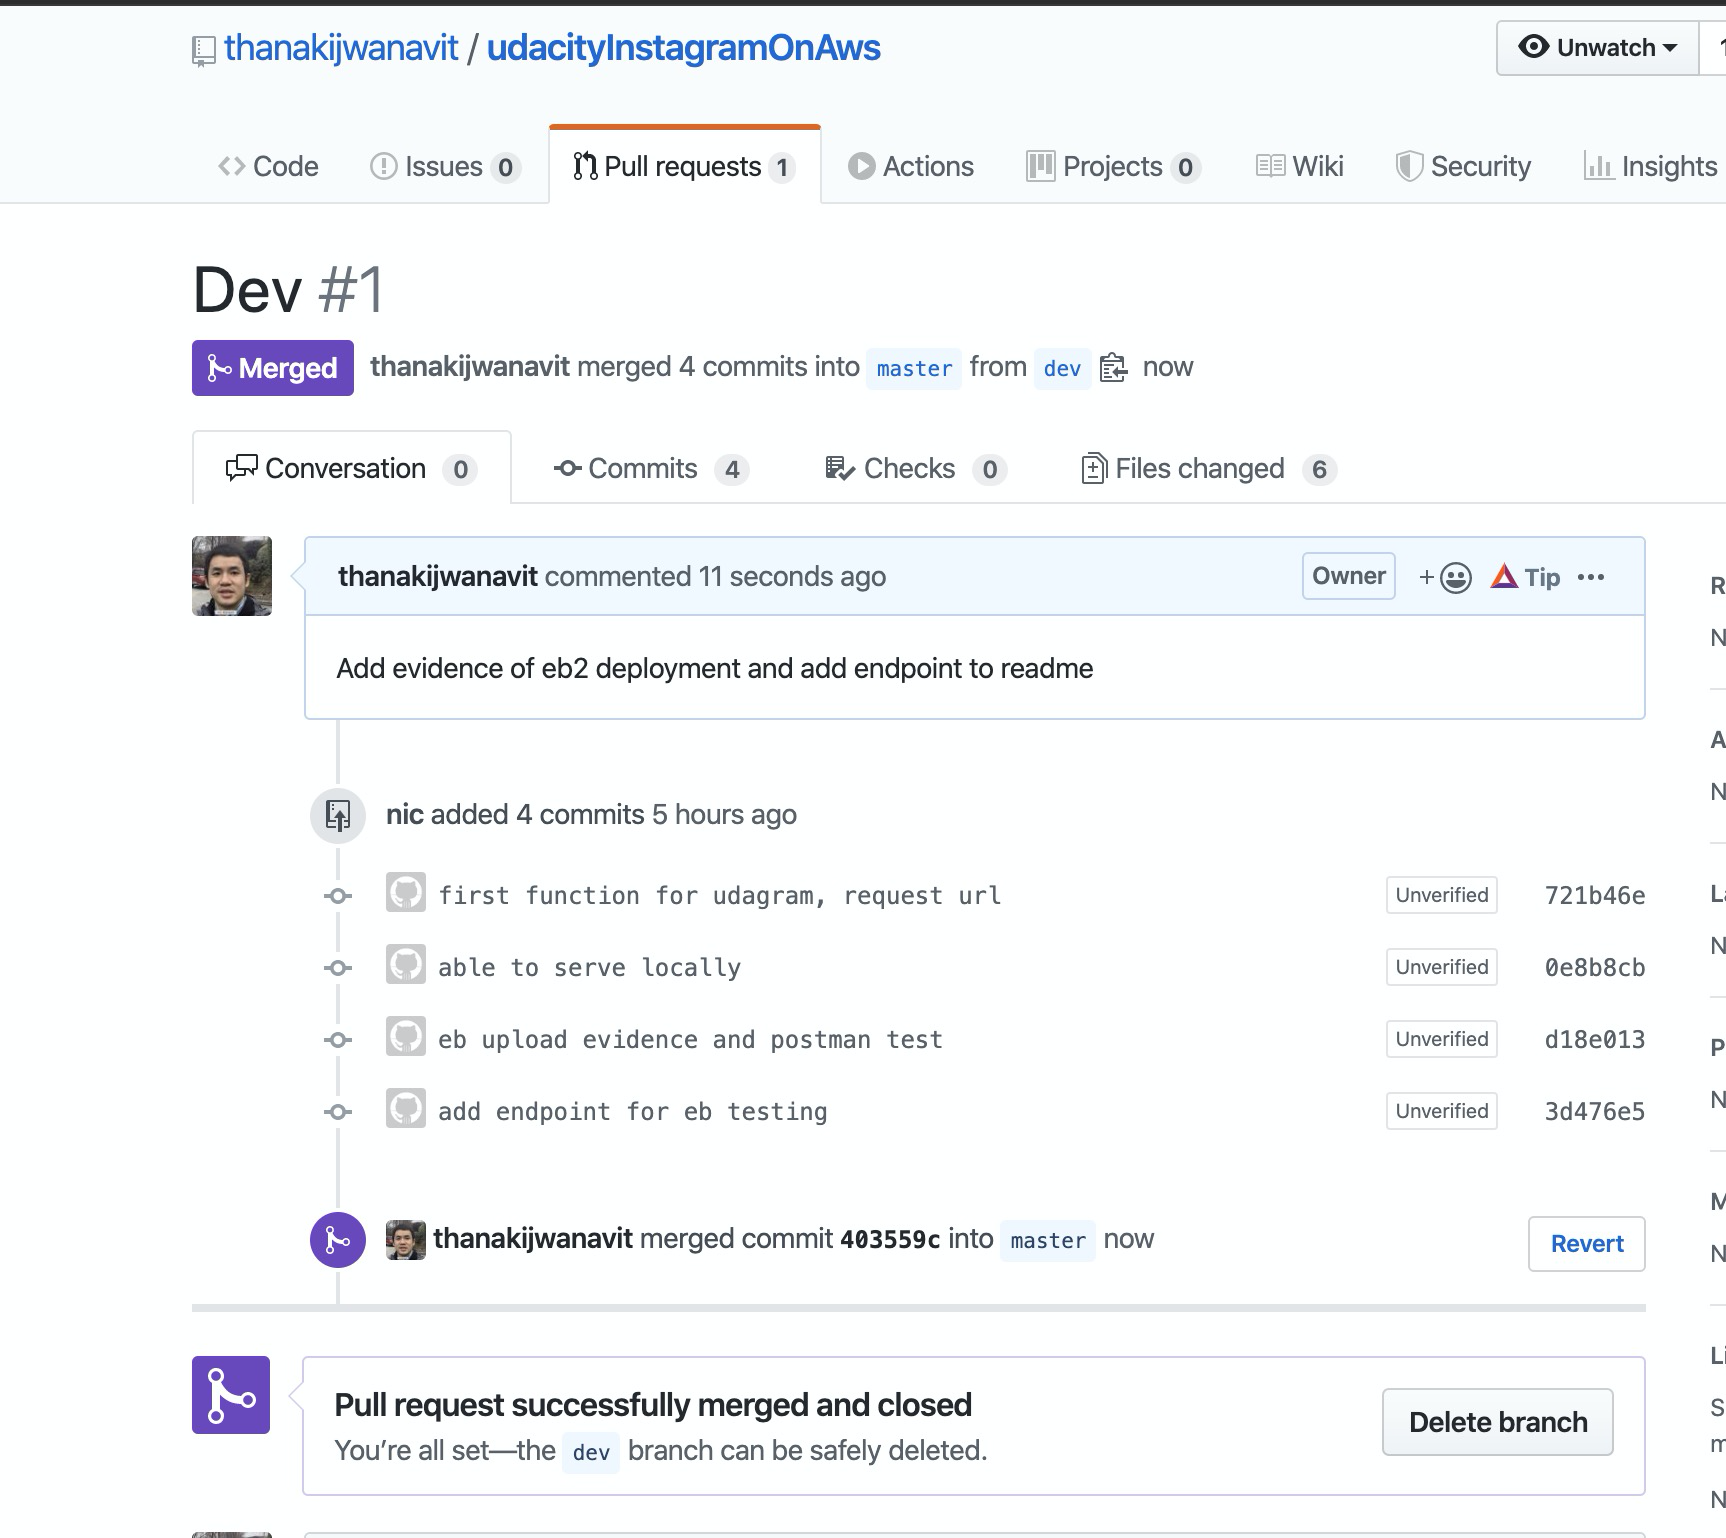 thanakijwanavit / udacityInstagramOnAws
Unwatch
Code Issues 0 Pull requests 1 Actions Projects 0 Wiki Security Insights
Dev #1
Merged thanakijwanavit merged 4 commits into master from dev now
Conversation 0 Commits 4 Checks 0 Files changed 6
thanakijwanavit commented 11 seconds ago Owner + Tip ...
Add evidence of eb2 deployment and add endpoint to readme
nic added 4 commits 5 hours ago
first function for udagram, request url Unverified 721b46e
able to serve locally Unverified 0e8b8cb
eb upload evidence and postman test Unverified d18e013
add endpoint for eb testing Unverified 3d476e5
thanakijwanavit merged commit 403559c into master now
Revert
Pull request successfully merged and closed
You're all set—the dev branch can be safely deleted.
Delete branch